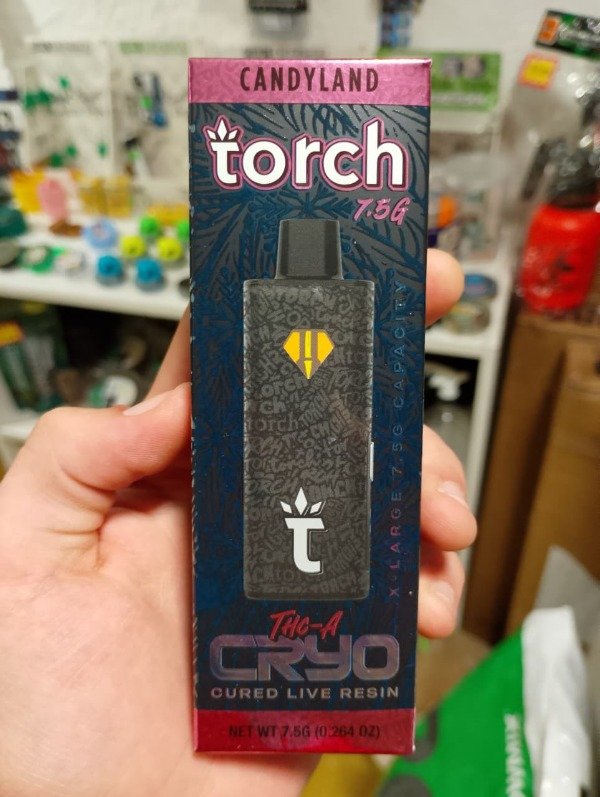 CANDYLAND
torch
7.5G
X-LARGE 7.5G CAPACITY
t
THC-A
CRYO
CURED LIVE RESIN
NET WT 7.5G (0.264 OZ)